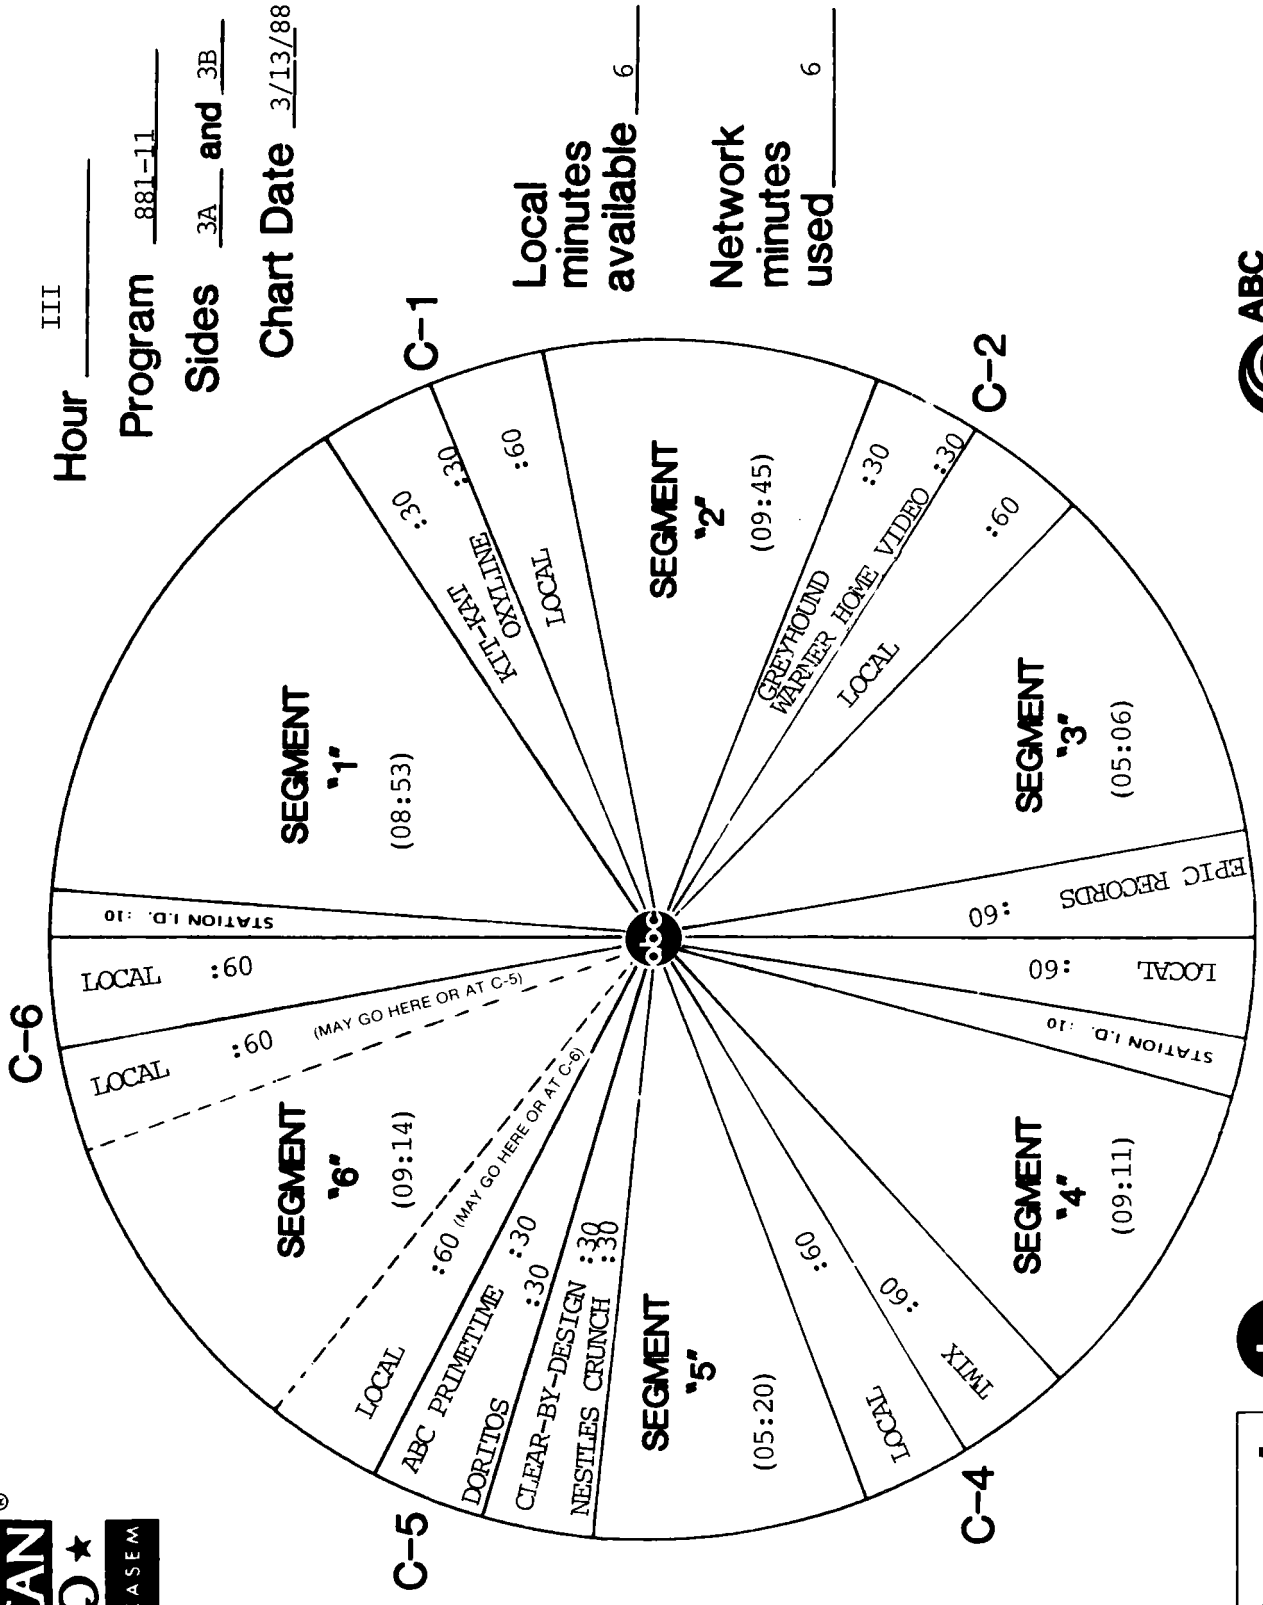 Hour III
Program 881-11
Sides 3A and 3B
Chart Date 3/13/88
Local
minutes
available 6
Network
minutes
used 6
SEGMENT
"1"
(08:53)
C-1
KIT-KAT :30
OXYLINE :30
LOCAL :60
SEGMENT
"2"
(09:45)
C-2
GREYHOUND :30
WARNER HOME VIDEO :30
LOCAL :60
SEGMENT
"3"
(05:06)
EPIC RECORDS :60
LOCAL :60
STATION I.D. :10
SEGMENT
"4"
(09:11)
C-4
TWIX :60
LOCAL :60
SEGMENT
"5"
(05:20)
C-5
NESTLES CRUNCH :30
CLEAR-BY-DESIGN :30
DORITOS :30
ABC PRIMETIME :30
LOCAL :60 (MAY GO HERE OR AT C-6)
SEGMENT
"6"
(09:14)
C-6
LOCAL :60 (MAY GO HERE OR AT C-5)
LOCAL :60
STATION I.D. :10
abc
ABC